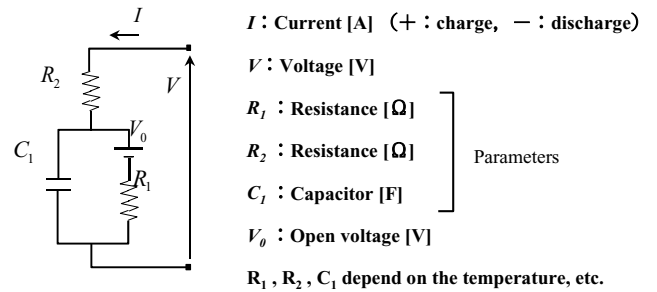 I
R2
V
V0
C1
R1
I：Current [A] （＋：charge, －：discharge）
V：Voltage [V]
R1：Resistance [Ω]
R2：Resistance [Ω]
Parameters
C1：Capacitor [F]
V0：Open voltage [V]
R1 , R2 , C1 depend on the temperature, etc.